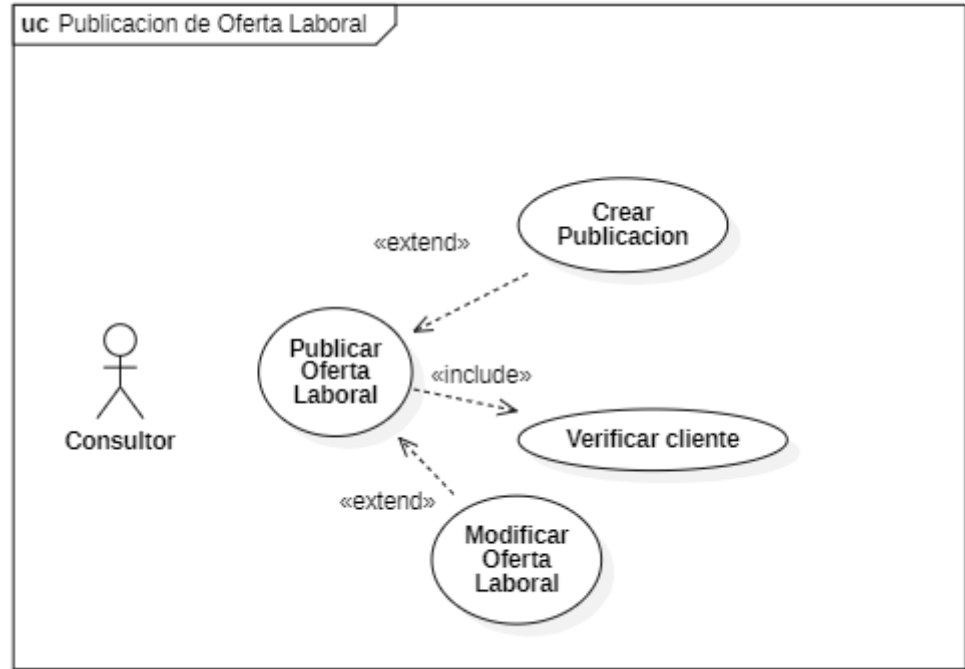 uc Publicacion de Oferta Laboral
Crear
Publicacion
«extend»
Publicar
Oferta
Laboral
«include»
Verificar cliente
Consultor
«extend»
Modificar
Oferta
Laboral